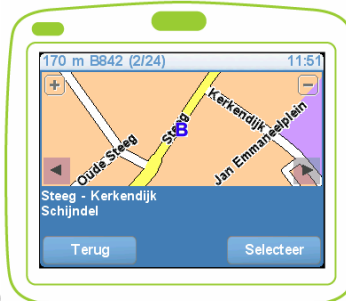 170 m B842 (2/24) 11:51
+ −
Kerkendijk
Steeg
B
Jan Emmaneelplein
Oude Steeg
Steeg - Kerkendijk
Schijndel
Terug Selecteer